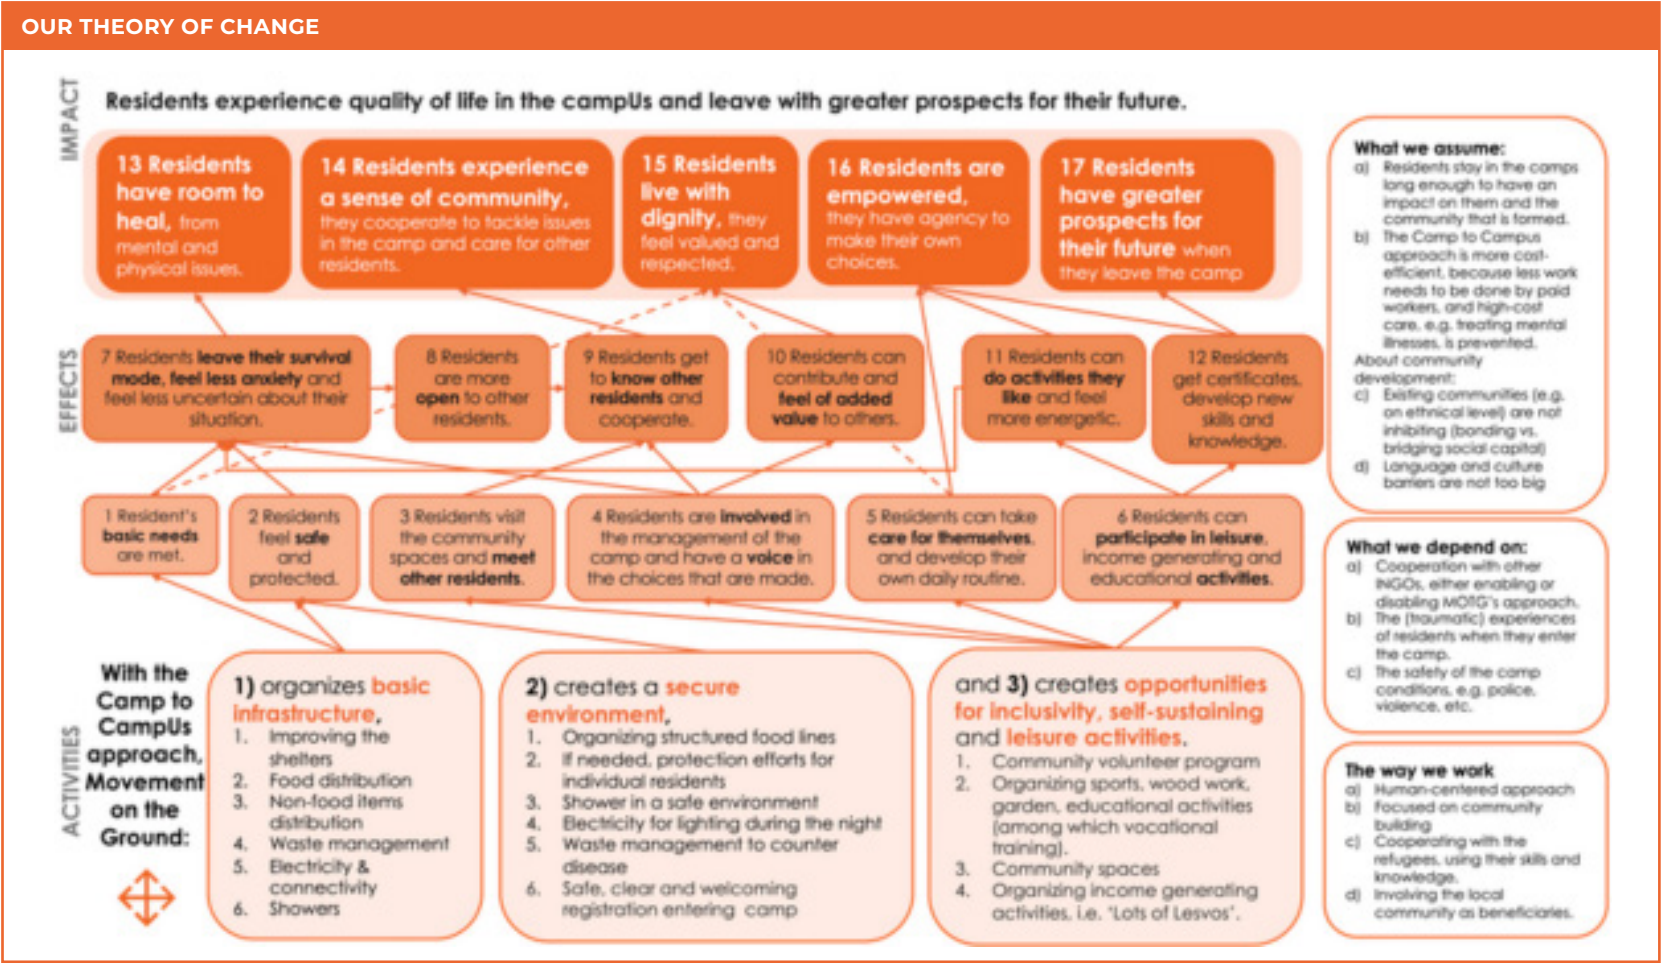 OUR THEORY OF CHANGE
IMPACT
Residents experience quality of life in the campUs and leave with greater prospects for their future.
13 Residents
have room to
heal, from
mental and
physical issues.
14 Residents experience
a sense of community,
they cooperate to tackle issues
in the camp and care for other
residents.
15 Residents
live with
dignity, they
feel valued and
respected.
16 Residents are
empowered,
they have agency to
make their own
choices.
17 Residents
have greater
prospects for
their future when
they leave the camp
EFFECTS
7 Residents leave their survival
mode, feel less anxiety and
feel less uncertain about their
situation.
8 Residents
are more
open to other
residents.
9 Residents get
to know other
residents and
cooperate.
10 Residents can
contribute and
feel of added
value to others.
11 Residents can
do activities they
like and feel
more energetic.
12 Residents
get certificates,
develop new
skills and
knowledge.
1 Resident's
basic needs
are met.
2 Residents
feel safe
and
protected.
3 Residents visit
the community
spaces and meet
other residents.
4 Residents are involved in
the management of the
camp and have a voice in
the choices that are made.
5 Residents can take
care for themselves,
and develop their
own daily routine.
6 Residents can
participate in leisure,
income generating and
educational activities.
ACTIVITIES
With the
Camp to
CampUs
approach,
Movement
on the
Ground:
1) organizes basic
infrastructure,
1. Improving the
shelters
2. Food distribution
3. Non-food items
distribution
4. Waste management
5. Electricity &
connectivity
6. Showers
2) creates a secure
environment,
1. Organizing structured food lines
2. If needed, protection efforts for
individual residents
3. Shower in a safe environment
4. Electricity for lighting during the night
5. Waste management to counter
disease
6. Safe, clear and welcoming
registration entering camp
and 3) creates opportunities
for inclusivity, self-sustaining
and leisure activities.
1. Community volunteer program
2. Organizing sports, wood work,
garden, educational activities
(among which vocational
training).
3. Community spaces
4. Organizing income generating
activities, i.e. 'Lots of Lesvos'.
What we assume:
a) Residents stay in the camps
long enough to have an
impact on them and the
community that is formed.
b) The Camp to Campus
approach is more cost-
efficient, because less work
needs to be done by paid
workers, and high-cost
care, e.g. treating mental
illnesses, is prevented.
About community
development:
c) Existing communities (e.g.
on ethnical level) are not
inhibiting (bonding vs.
bridging social capital)
d) Language and culture
barriers are not too big
What we depend on:
a) Cooperation with other
INGOs, either enabling or
disabling MOTG's approach.
b) The (traumatic) experiences
of residents when they enter
the camp.
c) The safety of the camp
conditions, e.g. police,
violence, etc.
The way we work
a) Human-centered approach
b) Focused on community
building
c) Cooperating with the
refugees, using their skills and
knowledge.
d) Involving the local
community as beneficiaries.